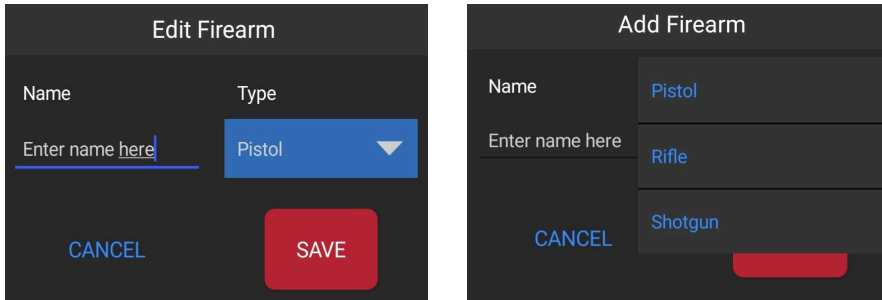 Edit Firearm
Name Type
Enter name here Pistol
CANCEL SAVE
Add Firearm
Name Pistol
Enter name here Rifle
CANCEL Shotgun